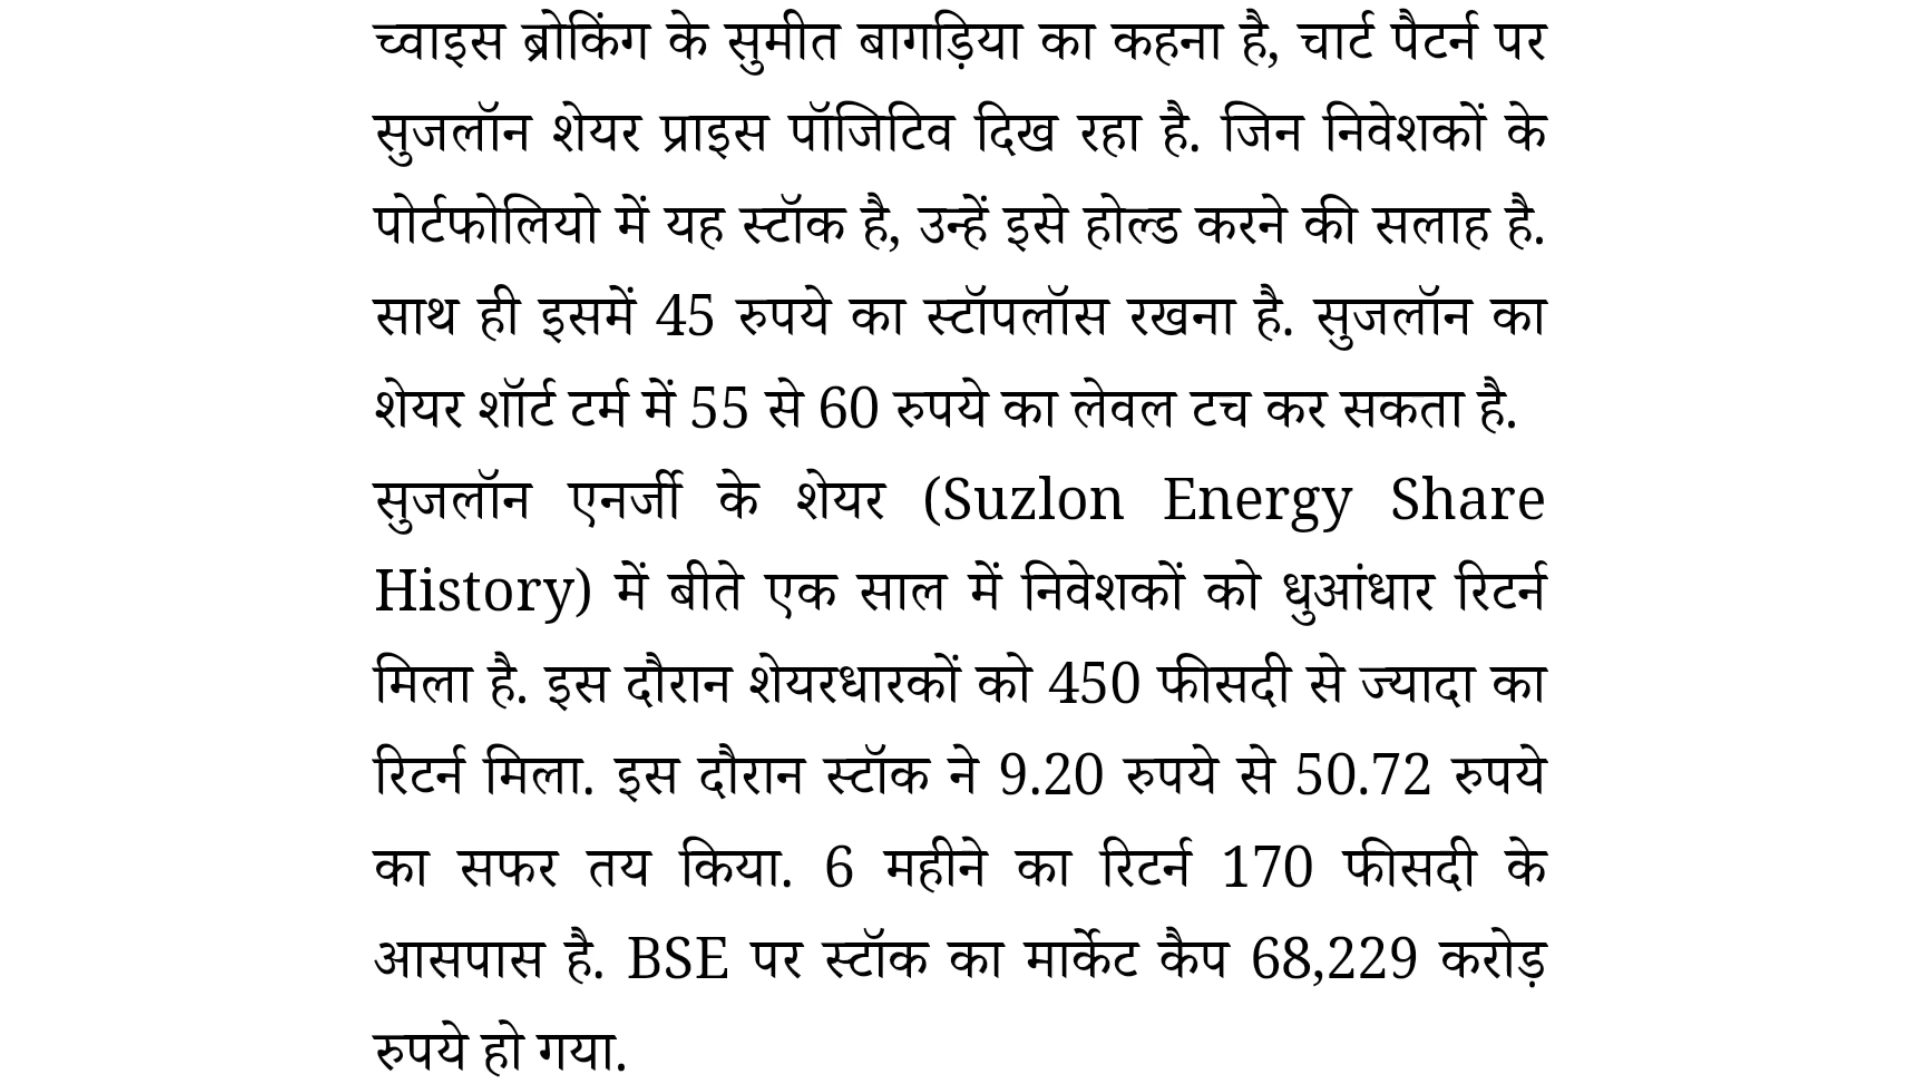 च्वाइस ब्रोकिंग के सुमीत बागड़िया का कहना है, चार्ट पैटर्न पर
सुजलॉन शेयर प्राइस पॉजिटिव दिख रहा है. जिन निवेशकों के
पोर्टफोलियो में यह स्टॉक है, उन्हें इसे होल्ड करने की सलाह है.
साथ ही इसमें 45 रुपये का स्टॉपलॉस रखना है. सुजलॉन का
शेयर शॉर्ट टर्म में 55 से 60 रुपये का लेवल टच कर सकता है.
सुजलॉन एनर्जी के शेयर (Suzlon Energy Share
History) में बीते एक साल में निवेशकों को धुआंधार रिटर्न
मिला है. इस दौरान शेयरधारकों को 450 फीसदी से ज्यादा का
रिटर्न मिला. इस दौरान स्टॉक ने 9.20 रुपये से 50.72 रुपये
का सफर तय किया. 6 महीने का रिटर्न 170 फीसदी के
आसपास है. BSE पर स्टॉक का मार्केट कैप 68,229 करोड़
रुपये हो गया.